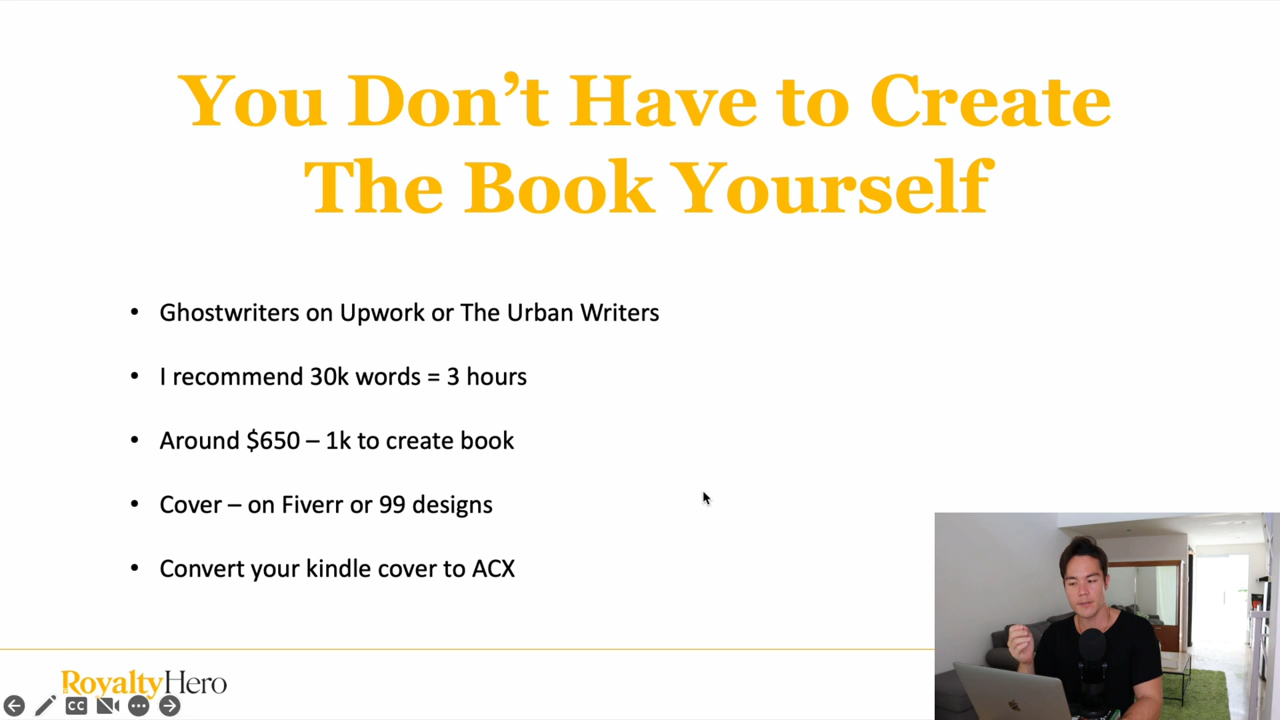 You Don’t Have to Create
The Book Yourself
• Ghostwriters on Upwork or The Urban Writers
• I recommend 30k words = 3 hours
• Around $650 – 1k to create book
• Cover – on Fiverr or 99 designs
• Convert your kindle cover to ACX
RoyaltyHero
CC